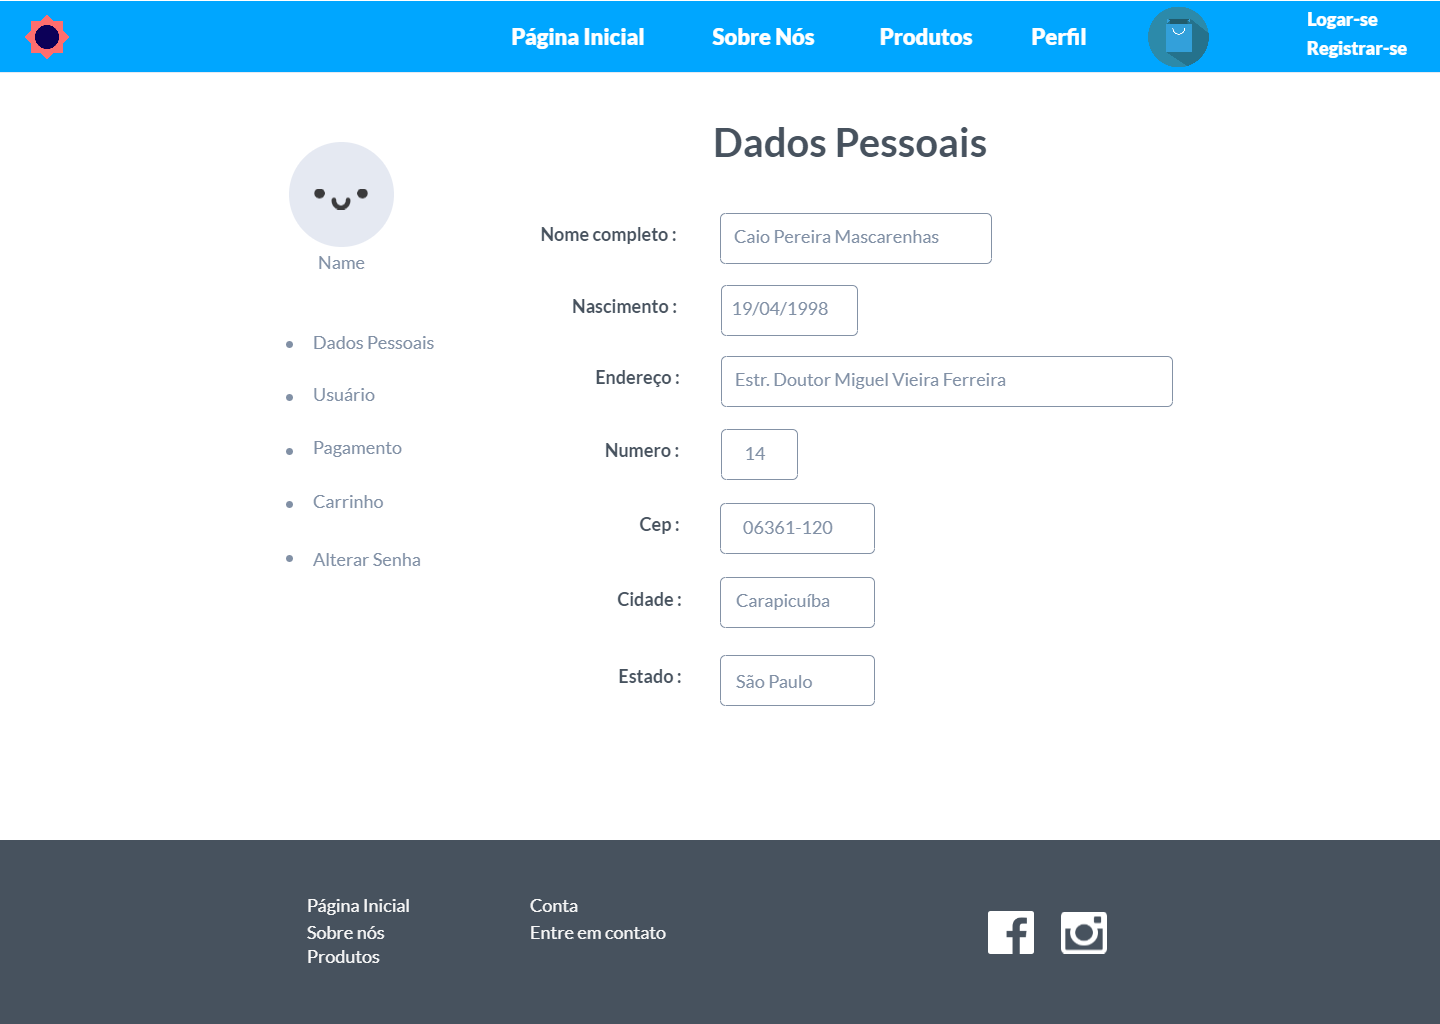 Página Inicial
Sobre Nós
Produtos
Perfil
Logar-se
Registrar-se
Dados Pessoais
Name
Dados Pessoais
Usuário
Pagamento
Carrinho
Alterar Senha
Nome completo : Caio Pereira Mascarenhas
Nascimento : 19/04/1998
Endereço : Estr. Doutor Miguel Vieira Ferreira
Numero : 14
Cep : 06361-120
Cidade : Carapicuíba
Estado : São Paulo
Página Inicial
Sobre nós
Produtos
Conta
Entre em contato